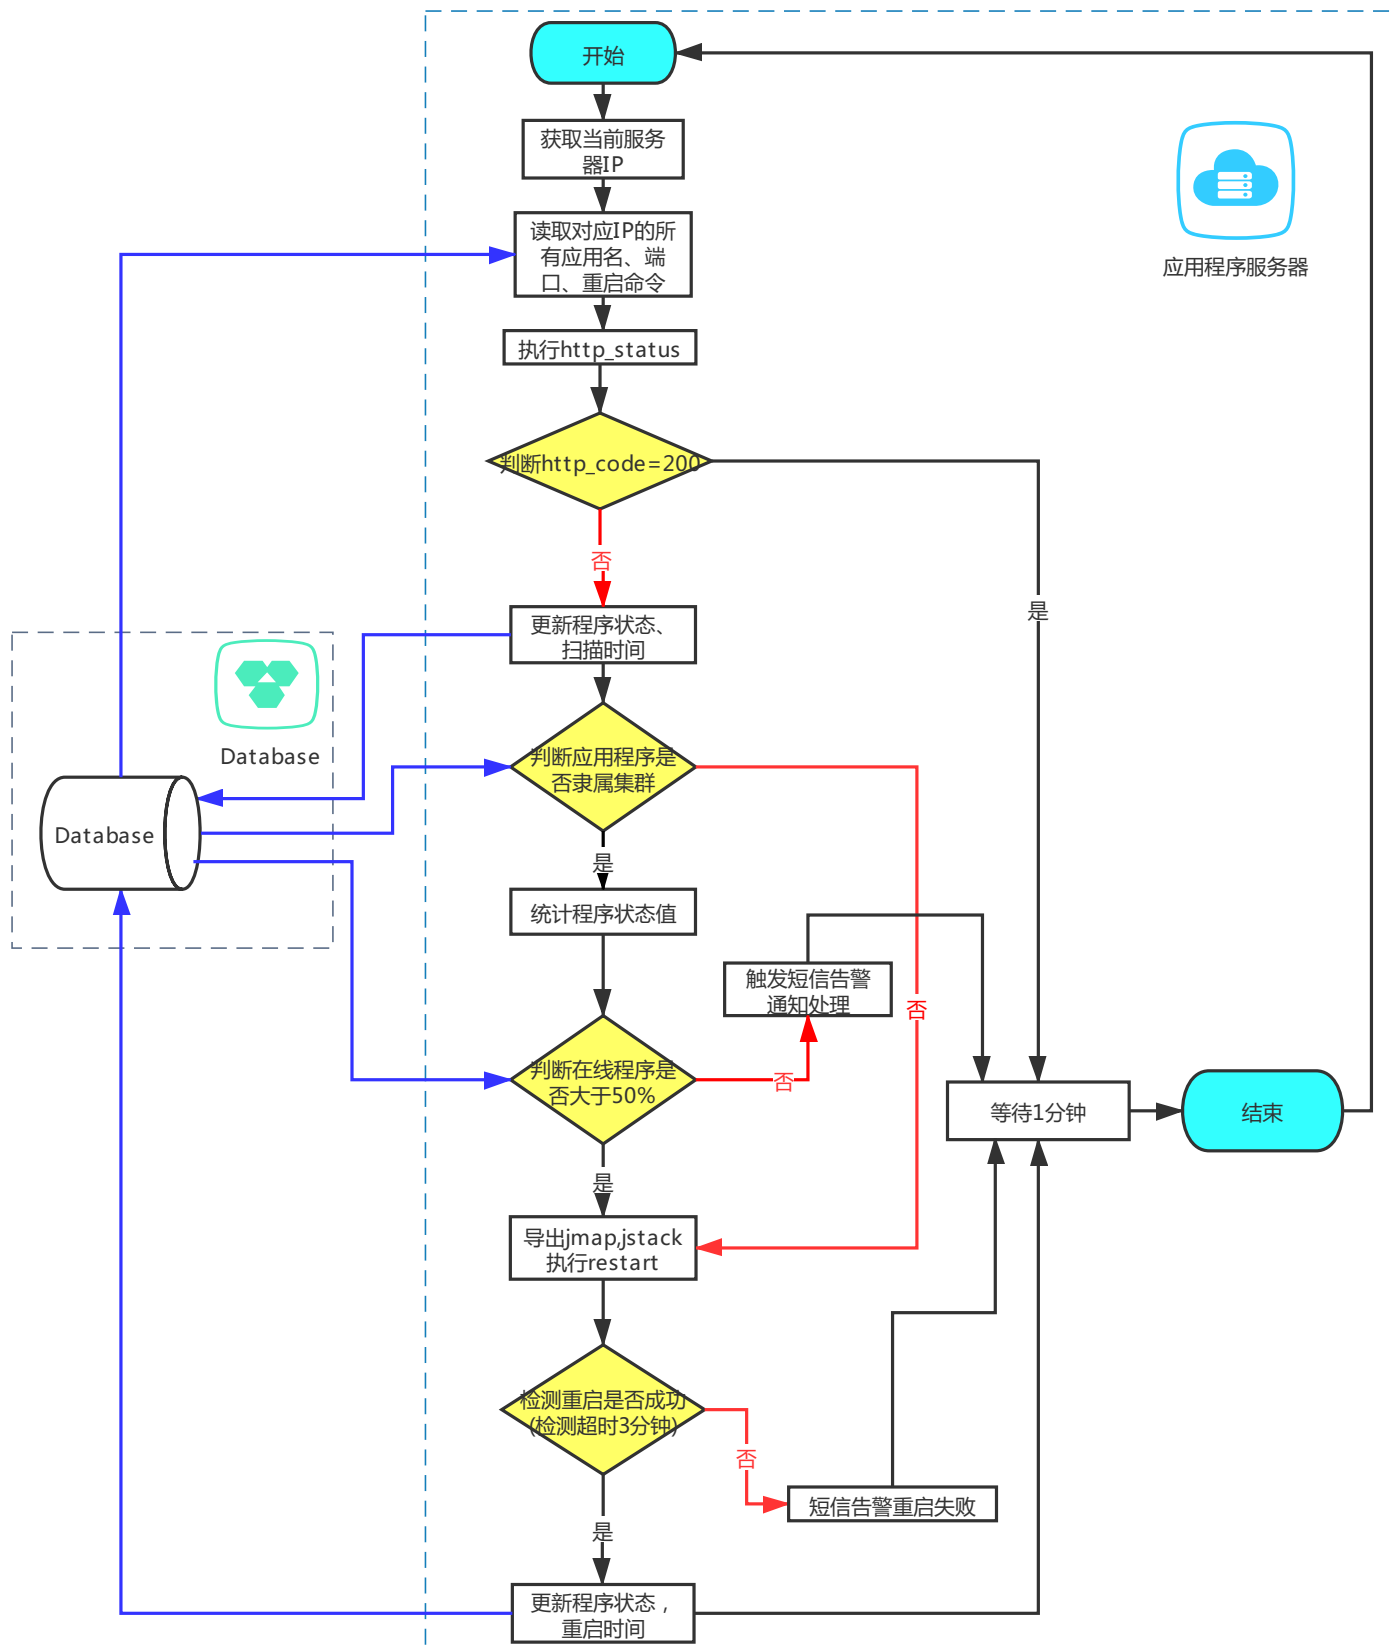 开始
获取当前服务
器IP
读取对应IP的所
有应用名、端
口、重启命令
应用程序服务器
执行http_status
判断http_code=200
否
是
更新程序状态、
扫描时间
Database
判断应用程序是
否隶属集群
Database
是
统计程序状态值
触发短信告警
通知处理
否
判断在线程序是
否大于50%
否
等待1分钟
结束
是
导出jmap,jstack
执行restart
检测重启是否成功
(检测超时3分钟)
否
短信告警重启失败
是
更新程序状态，
重启时间